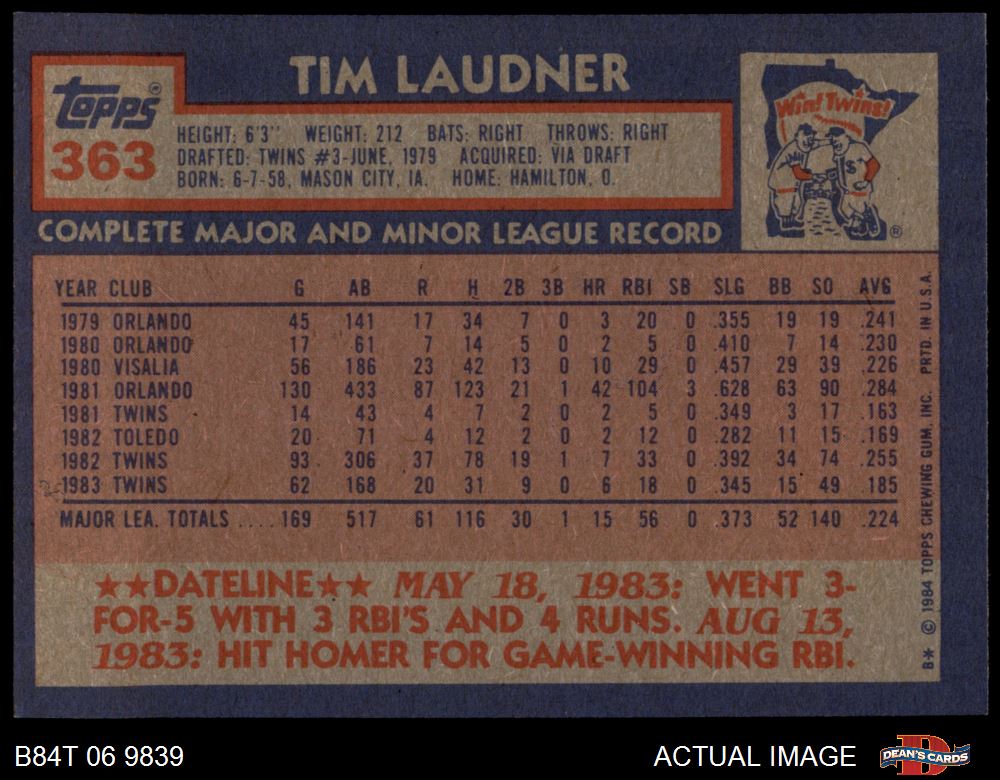 TIM LAUDNER
topps®
363
HEIGHT: 6'3" WEIGHT: 212 BATS: RIGHT THROWS: RIGHT
DRAFTED: TWINS #3-JUNE, 1979 ACQUIRED: VIA DRAFT
BORN: 6-7-58, MASON CITY, IA. HOME: HAMILTON, O.
Win! Twins!
®
COMPLETE MAJOR AND MINOR LEAGUE RECORD
YEAR CLUB G AB R H 2B 3B HR RBI SB SLG BB SO AVG
1979 ORLANDO 45 141 17 34 7 0 3 20 0 .355 19 19 .241
1980 ORLANDO 17 61 7 14 5 0 2 5 0 .410 7 14 .230
1980 VISALIA 56 186 23 42 13 0 10 29 0 .457 29 39 .226
1981 ORLANDO 130 433 87 123 21 1 42 104 3 .628 63 90 .284
1981 TWINS 14 43 4 7 2 0 2 5 0 .349 3 17 .163
1982 TOLEDO 20 71 4 12 2 0 2 12 0 .282 11 15 .169
1982 TWINS 93 306 37 78 19 1 7 33 0 .392 34 74 .255
1983 TWINS 62 168 20 31 9 0 6 18 0 .345 15 49 .185
MAJOR LEA. TOTALS ....169 517 61 116 30 1 15 56 0 .373 52 140 .224
★★DATELINE★★ MAY 18, 1983: WENT 3-
FOR-5 WITH 3 RBI'S AND 4 RUNS. AUG 13,
1983: HIT HOMER FOR GAME-WINNING RBI.
B* © 1984 TOPPS CHEWING GUM, INC. PRTD. IN U.S.A.
B84T 06 9839
ACTUAL IMAGE
DEAN'S CARDS